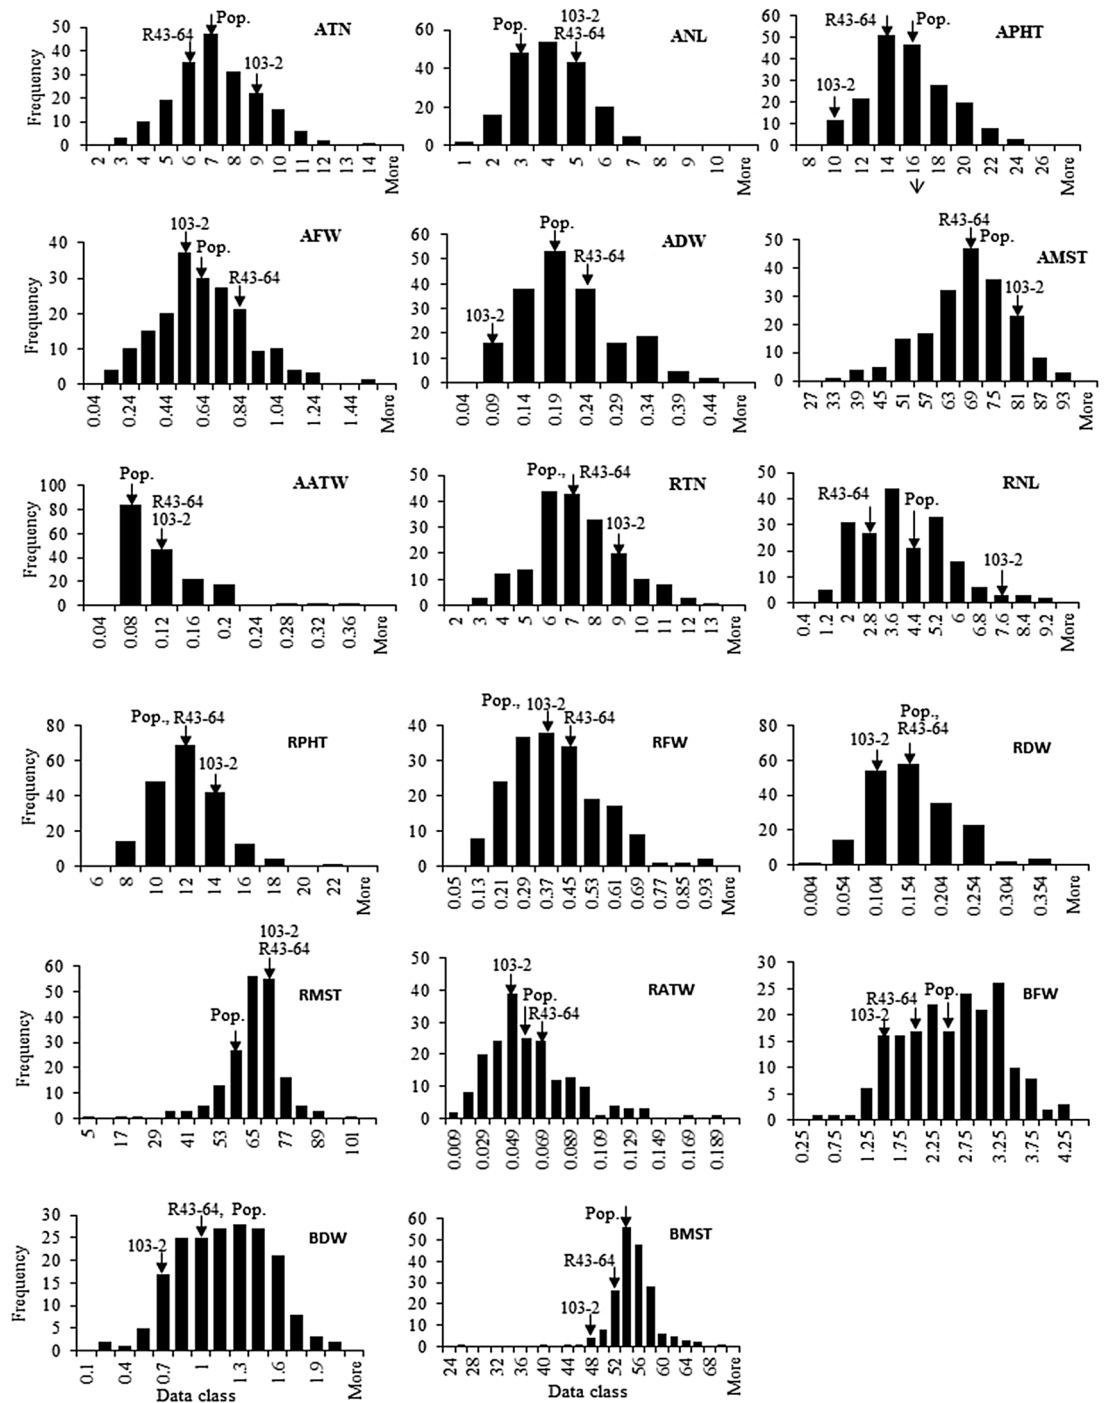 ATN
Pop.
R43-64
103-2
Frequency
50
40
30
20
10
0
2 3 4 5 6 7 8 9 10 11 12 13 14 More
ANL
103-2
Pop. R43-64
60
40
20
0
1 2 3 4 5 6 7 8 9 10 More
APHT
R43-64 Pop.
103-2
60
50
40
30
20
10
0
8 10 12 14 16 18 20 22 24 26 More
AFW
103-2
Pop.
R43-64
Frequency
40
30
20
10
0
0.04 0.24 0.44 0.64 0.84 1.04 1.24 1.44 More
ADW
Pop.
R43-64
103-2
60
50
40
30
20
10
0
0.04 0.09 0.14 0.19 0.24 0.29 0.34 0.39 0.44 More
AMST
R43-64
Pop.
103-2
50
40
30
20
10
0
27 33 39 45 51 57 63 69 75 81 87 93 More
AATW
Pop.
R43-64
103-2
Frequency
100
80
60
40
20
0
0.04 0.08 0.12 0.16 0.2 0.24 0.28 0.32 0.36 More
RTN
Pop., R43-64
103-2
50
40
30
20
10
0
2 3 4 5 6 7 8 9 10 11 12 13 More
RNL
R43-64 Pop.
103-2
50
40
30
20
10
0
0.4 1.2 2 2.8 3.6 4.4 5.2 6 6.8 7.6 8.4 9.2 More
RPHT
Pop., R43-64
103-2
Frequency
80
60
40
20
0
6 8 10 12 14 16 18 20 22 More
RFW
Pop., 103-2
R43-64
40
30
20
10
0
0.05 0.13 0.21 0.29 0.37 0.45 0.53 0.61 0.69 0.77 0.85 0.93 More
RDW
Pop.,
R43-64
103-2
80
60
40
20
0
0.004 0.054 0.104 0.154 0.204 0.254 0.304 0.354 More
RMST
103-2
R43-64
Pop.
Frequency
60
50
40
30
20
10
0
5 17 29 41 53 65 77 89 101 More
RATW
103-2
Pop.
R43-64
50
40
30
20
10
0
0.009 0.029 0.049 0.069 0.089 0.109 0.129 0.149 0.169 0.189 More
BFW
R43-64 Pop.
103-2
30
25
20
15
10
5
0
0.25 0.75 1.25 1.75 2.25 2.75 3.25 3.75 4.25 More
BDW
R43-64, Pop.
103-2
Frequency
30
25
20
15
10
5
0
0.1 0.4 0.7 1 1.3 1.6 1.9 More
Data class
BMST
Pop.
R43-64
103-2
60
50
40
30
20
10
0
24 28 32 36 40 44 48 52 56 60 64 68 More
Data class